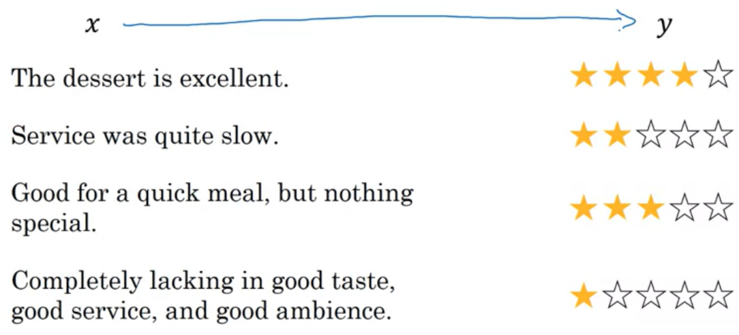 x y
The dessert is excellent.
Service was quite slow.
Good for a quick meal, but nothing
special.
Completely lacking in good taste,
good service, and good ambience.